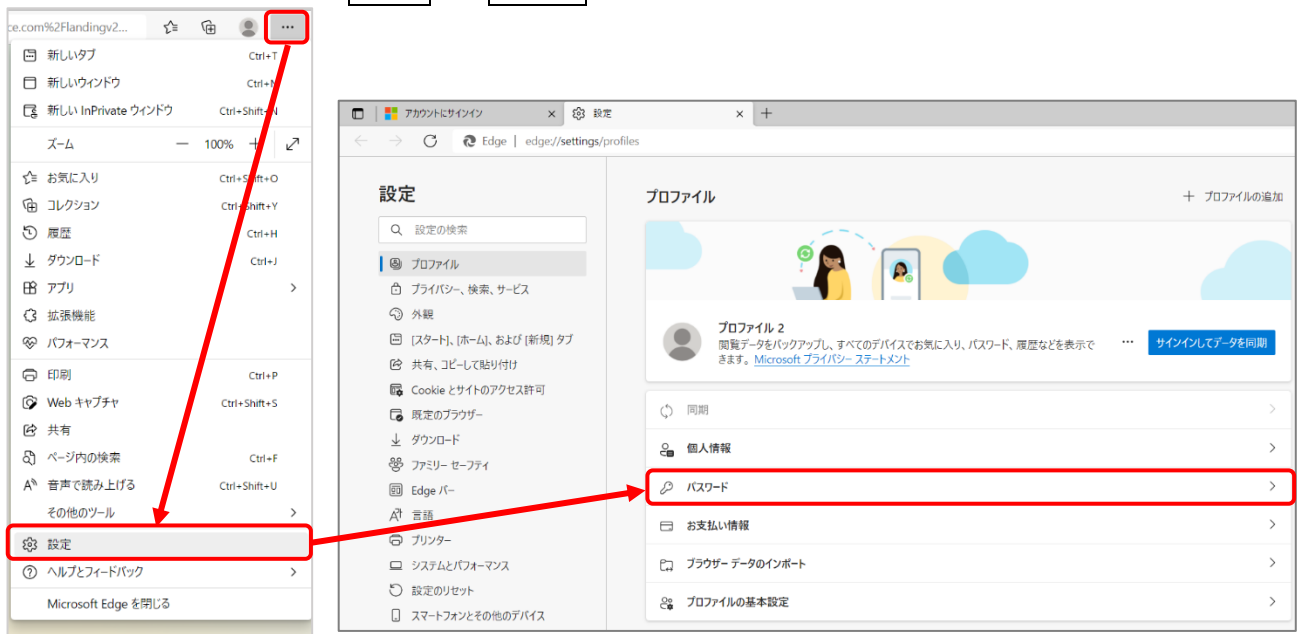 ce.com%2Flandingv2...
新しいタブ Ctrl+T
新しいウィンドウ
新しい InPrivate ウィンドウ
ズーム 100%
お気に入り Ctrl+Shift+O
コレクション Ctrl+Shift+Y
履歴 Ctrl+H
ダウンロード Ctrl+J
アプリ
拡張機能
パフォーマンス
印刷 Ctrl+P
Web キャプチャ Ctrl+Shift+S
共有
ページ内の検索 Ctrl+F
音声で読み上げる Ctrl+Shift+U
その他のツール
設定
ヘルプとフィードバック
Microsoft Edge を閉じる
アカウントにサインイン 設定
Edge | edge://settings/profiles
設定
設定の検索
プロファイル
プライバシー、検索、サービス
外観
[スタート]、[ホーム]、および [新規] タブ
共有、コピーして貼り付け
Cookie とサイトのアクセス許可
既定のブラウザー
ダウンロード
ファミリー セーフティ
Edge バー
言語
プリンター
システムとパフォーマンス
設定のリセット
スマートフォンとその他のデバイス
プロファイル
プロファイルの追加
プロファイル 2
閲覧データをバックアップし、すべてのデバイスでお気に入り、パスワード、履歴などを表示で
きます。Microsoft プライバシー ステートメント
サインインしてデータを同期
同期
個人情報
パスワード
お支払い情報
ブラウザー データのインポート
プロファイルの基本設定